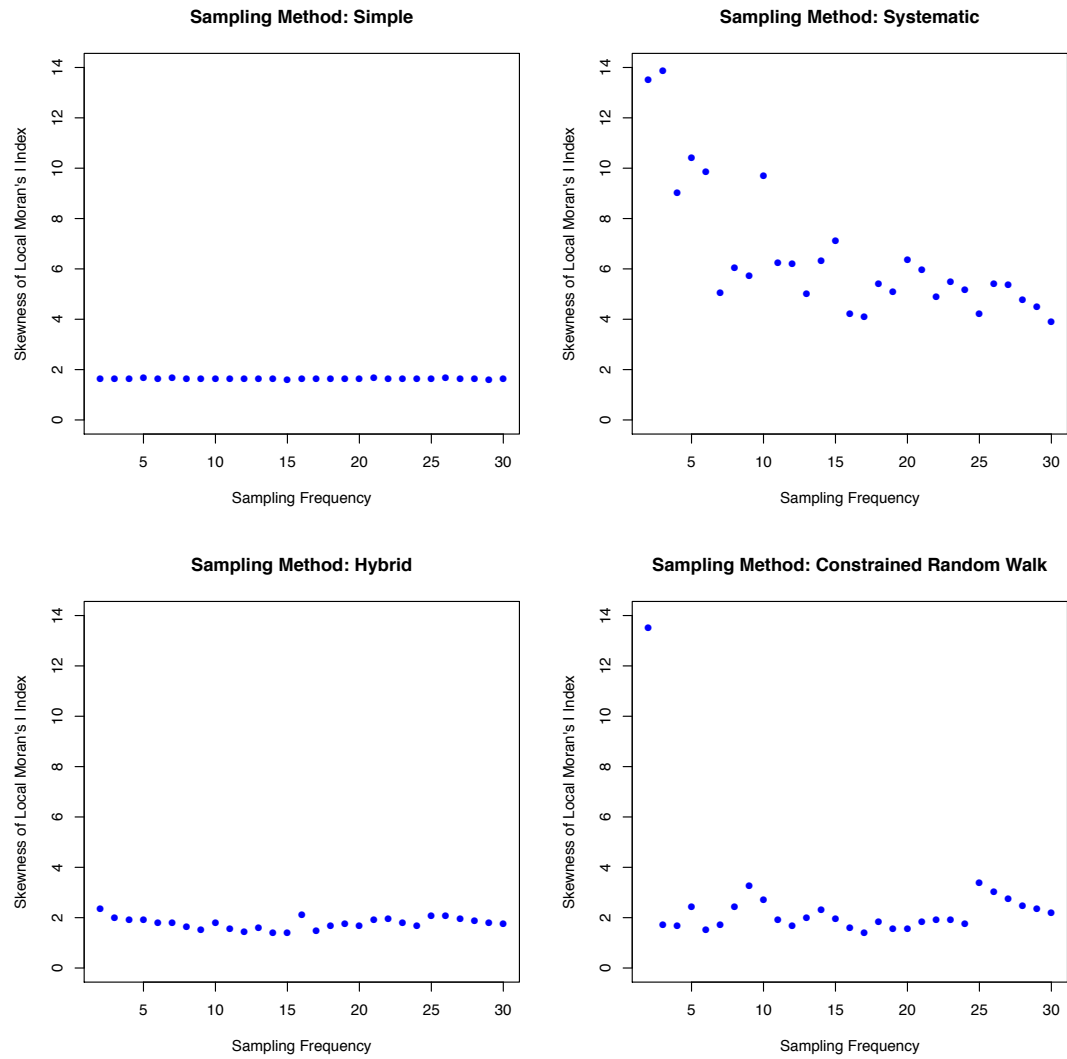 Sampling Method: Simple
Skewness of Local Moran's I Index
14
12
10
8
6
4
2
0
5 10 15 20 25 30
Sampling Frequency
Sampling Method: Systematic
Skewness of Local Moran's I Index
14
12
10
8
6
4
2
0
5 10 15 20 25 30
Sampling Frequency
Sampling Method: Hybrid
Skewness of Local Moran's I Index
14
12
10
8
6
4
2
0
5 10 15 20 25 30
Sampling Frequency
Sampling Method: Constrained Random Walk
Skewness of Local Moran's I Index
14
12
10
8
6
4
2
0
5 10 15 20 25 30
Sampling Frequency